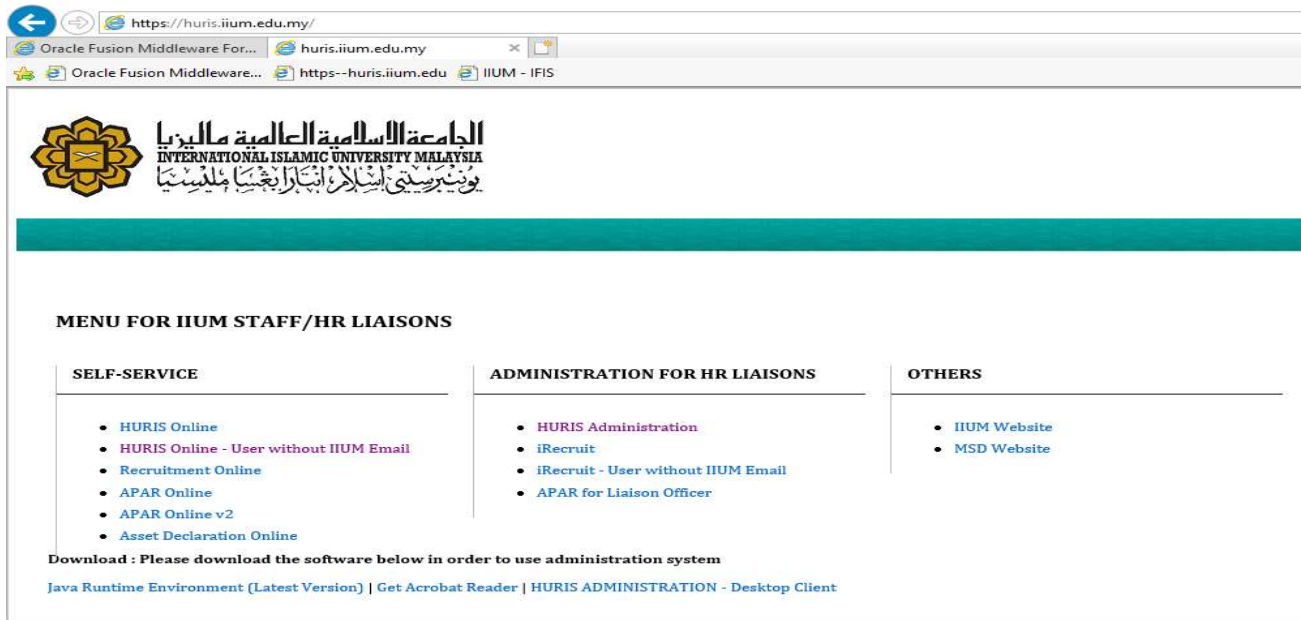 https://huris.iium.edu.my/
Oracle Fusion Middleware For...
huris.iium.edu.my
Oracle Fusion Middleware...
https--huris.iium.edu
IIUM - IFIS
الجامعة الإسلامية العالمية ماليزيا
INTERNATIONAL ISLAMIC UNIVERSITY MALAYSIA
يونيۏرسيتي اسلام انتارابڠسا مليسيا
MENU FOR IIUM STAFF/HR LIAISONS
SELF-SERVICE
HURIS Online
HURIS Online - User without IIUM Email
Recruitment Online
APAR Online
APAR Online v2
Asset Declaration Online
ADMINISTRATION FOR HR LIAISONS
HURIS Administration
iRecruit
iRecruit - User without IIUM Email
APAR for Liaison Officer
OTHERS
IIUM Website
MSD Website
Download : Please download the software below in order to use administration system
Java Runtime Environment (Latest Version) | Get Acrobat Reader | HURIS ADMINISTRATION - Desktop Client